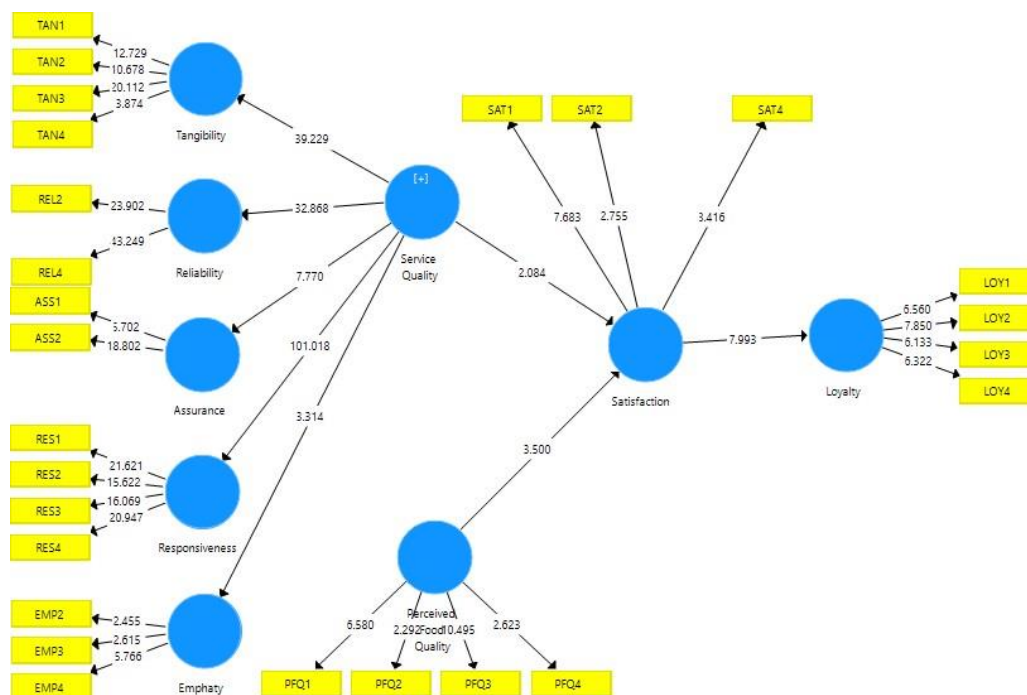 TAN1
TAN2
TAN3
TAN4
12.729
10.678
20.112
3.874
Tangibility
39.229
REL2
REL4
23.902
43.249
Reliability
32.868
[+]
Service
Quality
ASS1
ASS2
5.702
18.802
Assurance
7.770
RES1
RES2
RES3
RES4
21.621
15.622
16.069
20.947
Responsiveness
101.018
EMP2
EMP3
EMP4
2.455
2.615
5.766
Emphaty
3.314
SAT1
SAT2
SAT4
7.683
2.755
3.416
2.084
Satisfaction
3.500
Perceived
Food
Quality
6.580
2.292
10.495
2.623
PFQ1
PFQ2
PFQ3
PFQ4
7.993
Loyalty
6.560
7.850
6.133
6.322
LOY1
LOY2
LOY3
LOY4